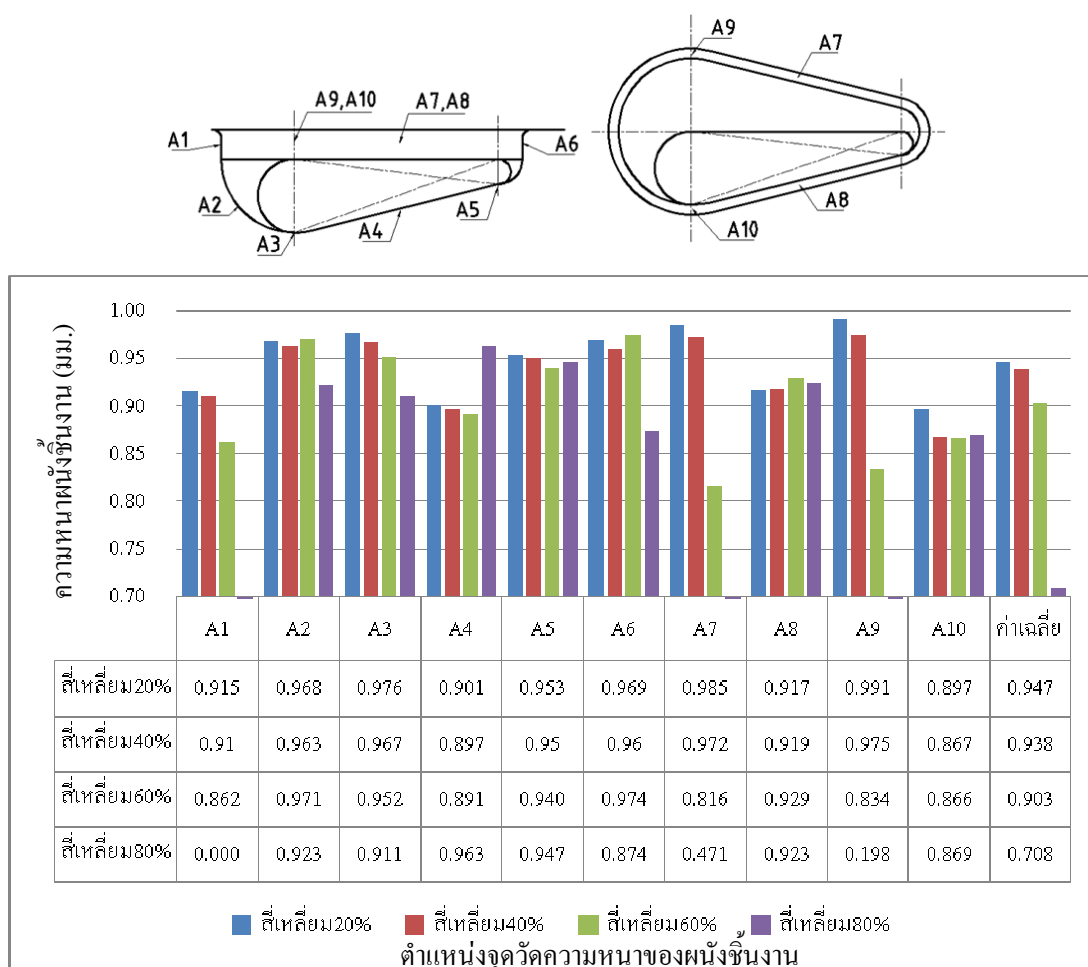 A9
A7
A9,A10
A7,A8
A1
A6
A2
A5
A8
A4
A3
A10
ความหนาผนังชิ้นงาน (มม.)
1.00
0.95
0.90
0.85
0.80
0.75
0.70
A1 A2 A3 A4 A5 A6 A7 A8 A9 A10 ค่าเฉลี่ย
สี่เหลี่ยม20% 0.915 0.968 0.976 0.901 0.953 0.969 0.985 0.917 0.991 0.897 0.947
สี่เหลี่ยม40% 0.91 0.963 0.967 0.897 0.95 0.96 0.972 0.919 0.975 0.867 0.938
สี่เหลี่ยม60% 0.862 0.971 0.952 0.891 0.940 0.974 0.816 0.929 0.834 0.866 0.903
สี่เหลี่ยม80% 0.000 0.923 0.911 0.963 0.947 0.874 0.471 0.923 0.198 0.869 0.708
สี่เหลี่ยม20% สี่เหลี่ยม40% สี่เหลี่ยม60% สี่เหลี่ยม80%
ตำแหน่งจุดวัดความหนาของผนังชิ้นงาน